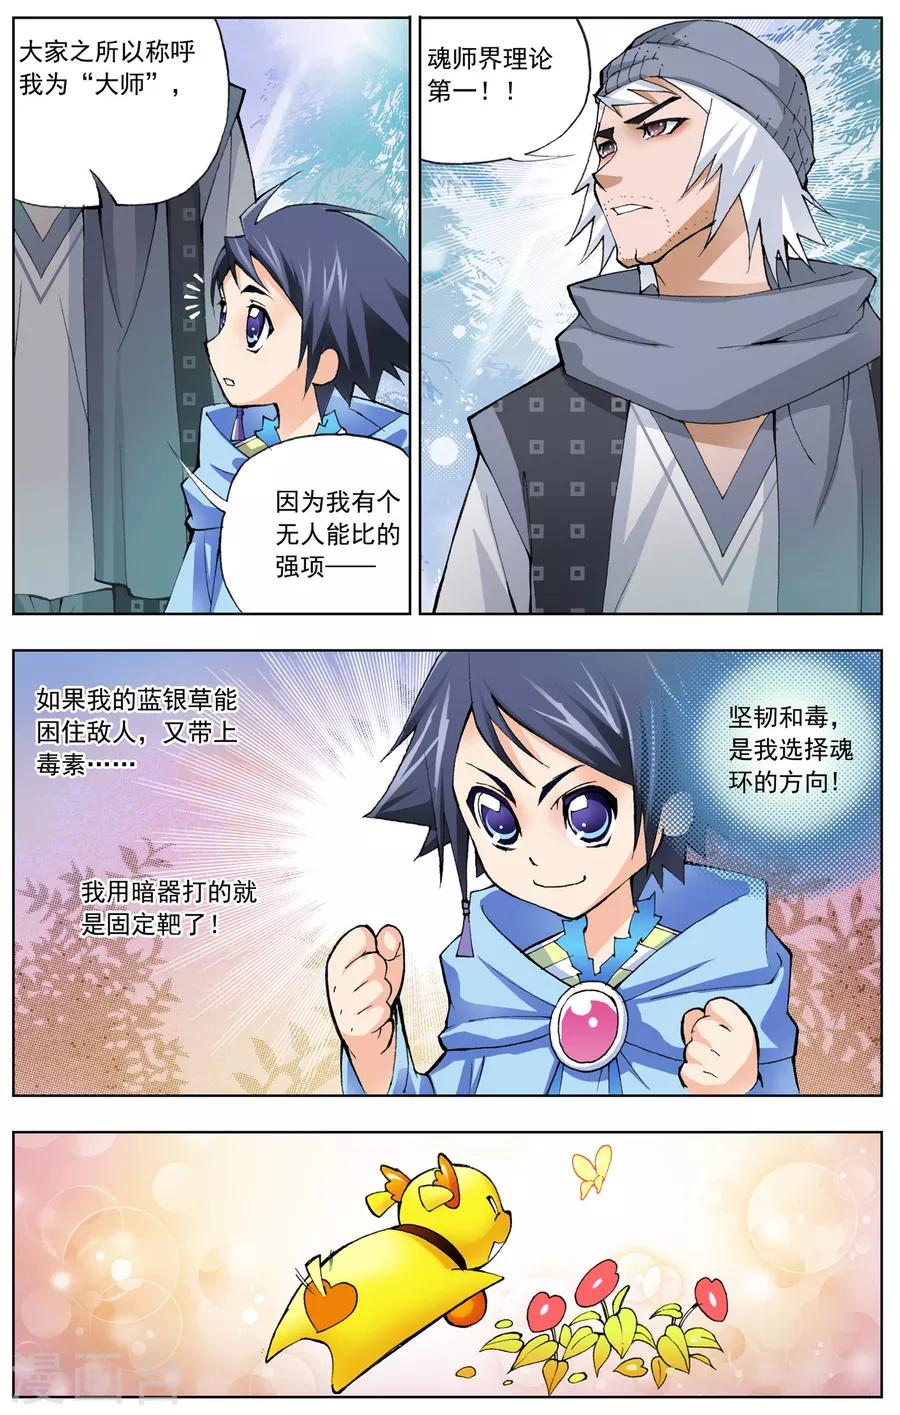 大家之所以称呼
我为“大师”，
因为我有个
无人能比的
强项——
魂师界理论
第一！！
如果我的蓝银草能
困住敌人，又带上
毒素……
我用暗器打的就
是固定靶了！
坚韧和毒，
是我选择魂
环的方向！
漫画台